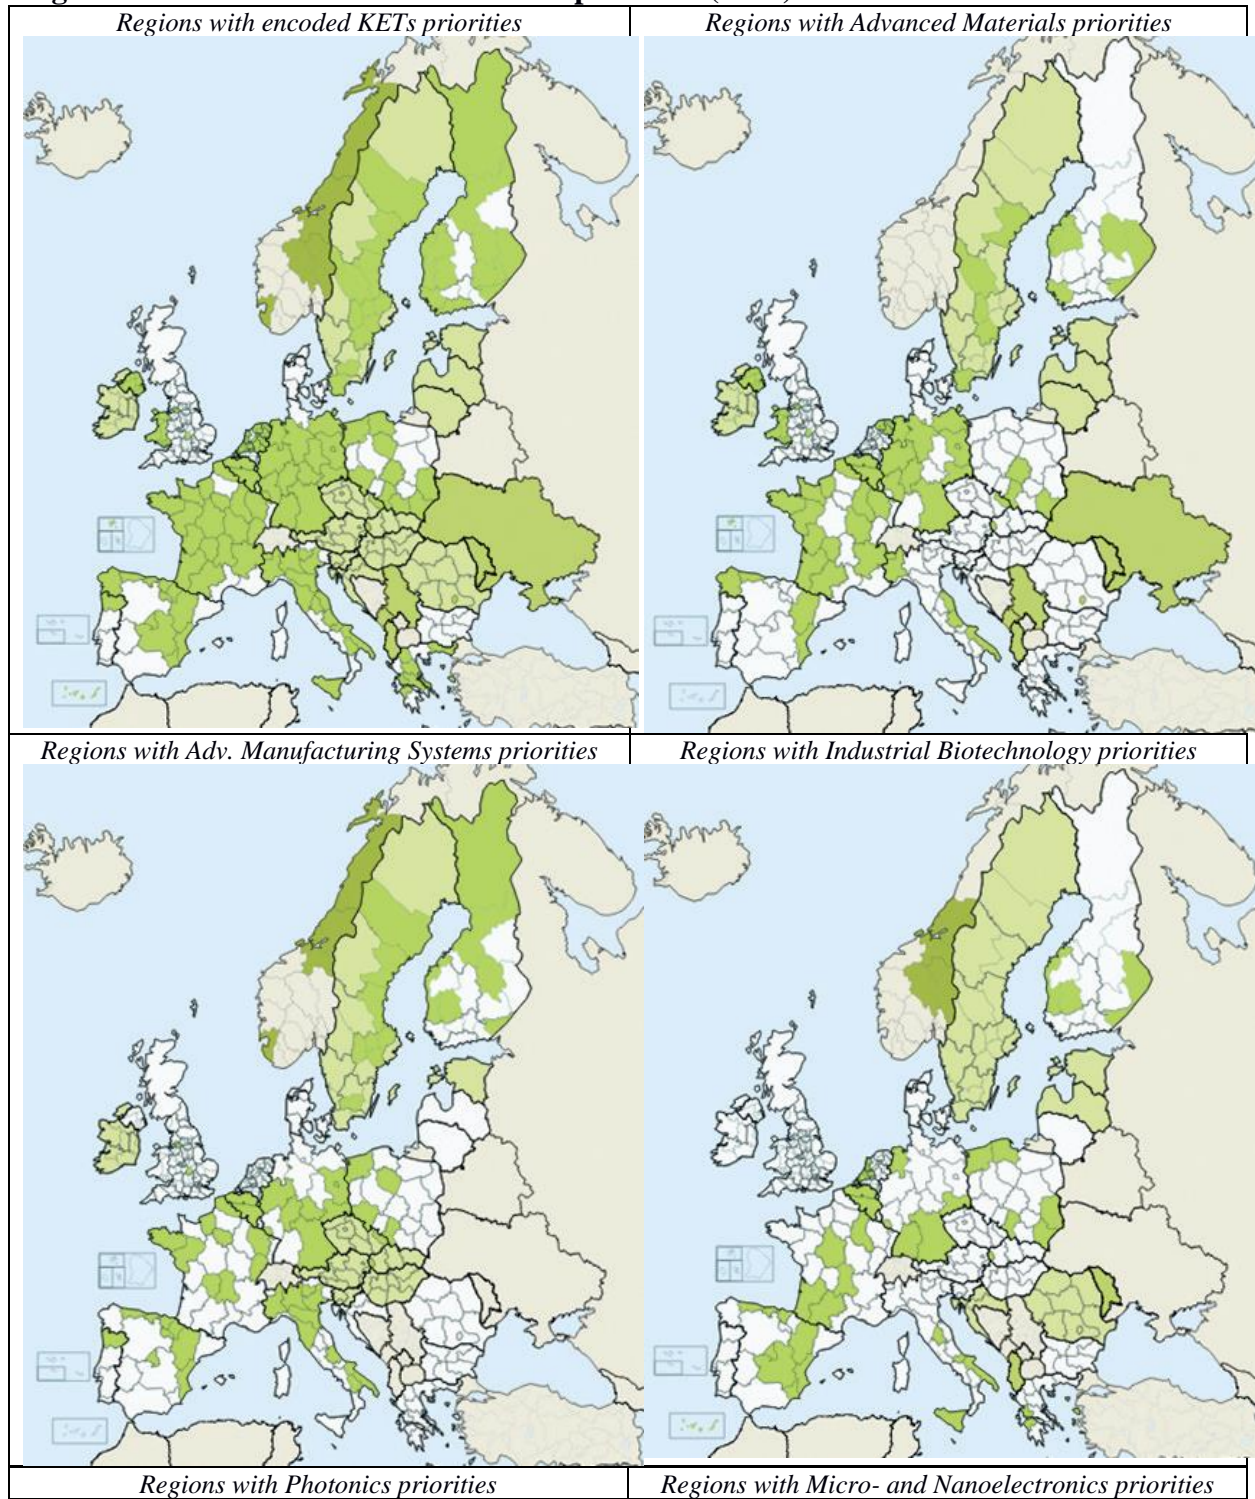 Regions with encoded KETs priorities
Regions with Advanced Materials priorities
Regions with Adv. Manufacturing Systems priorities
Regions with Industrial Biotechnology priorities
Regions with Photonics priorities
Regions with Micro- and Nanoelectronics priorities